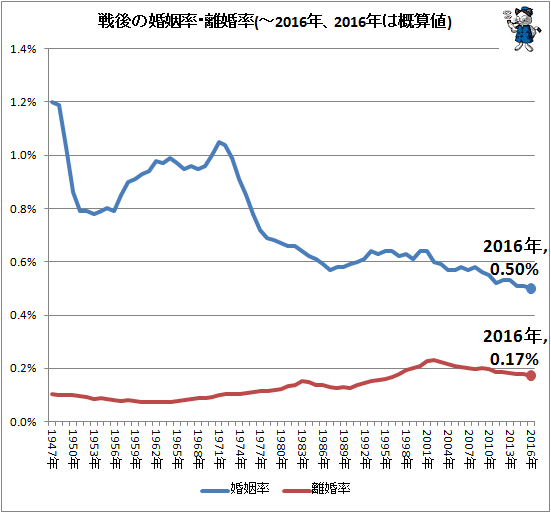 戦後の婚姻率・離婚率(～2016年、2016年は概算値)
1.4%
1.2%
1.0%
0.8%
0.6%
0.4%
0.2%
0.0%
2016年,
0.50%
2016年,
0.17%
1947年
1950年
1953年
1956年
1959年
1962年
1965年
1968年
1971年
1974年
1977年
1980年
1983年
1986年
1989年
1992年
1995年
1998年
2001年
2004年
2007年
2010年
2013年
2016年
婚姻率
離婚率